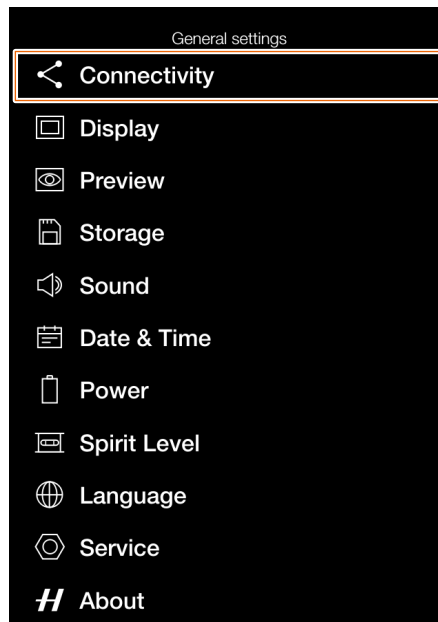 General settings
Connectivity
Display
Preview
Storage
Sound
Date & Time
Power
Spirit Level
Language
Service
About